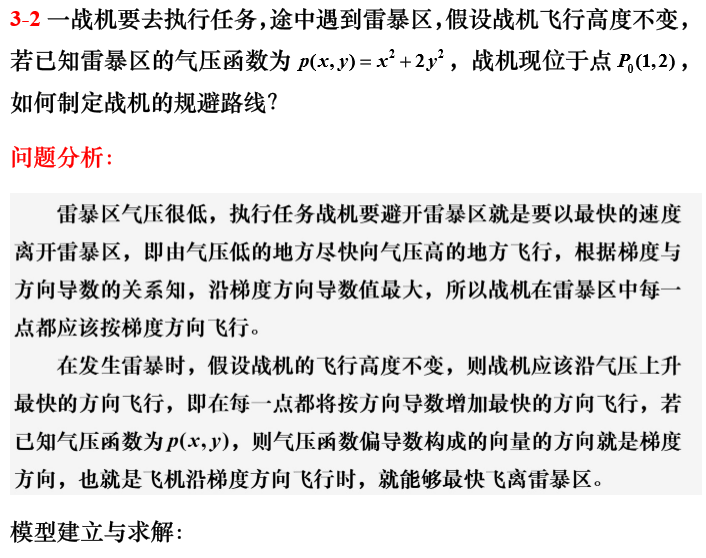 3-2 一战机要去执行任务，途中遇到雷暴区，假设战机飞行高度不变，
若已知雷暴区的气压函数为 p(x, y) = x² + 2y²，战机现位于点 P₀(1,2)，
如何制定战机的规避路线？
问题分析：
雷暴区气压很低，执行任务战机要避开雷暴区就是要以最快的速度
离开雷暴区，即由气压低的地方尽快向气压高的地方飞行，根据梯度与
方向导数的关系知，沿梯度方向导数值最大，所以战机在雷暴区中每一
点都应该按梯度方向飞行。
在发生雷暴时，假设战机的飞行高度不变，则战机应该沿气压上升
最快的方向飞行，即在每一点都将按方向导数增加最快的方向飞行，若
已知气压函数为 p(x, y)，则气压函数偏导数构成的向量的方向就是梯度
方向，也就是飞机沿梯度方向飞行时，就能够最快飞离雷暴区。
模型建立与求解：